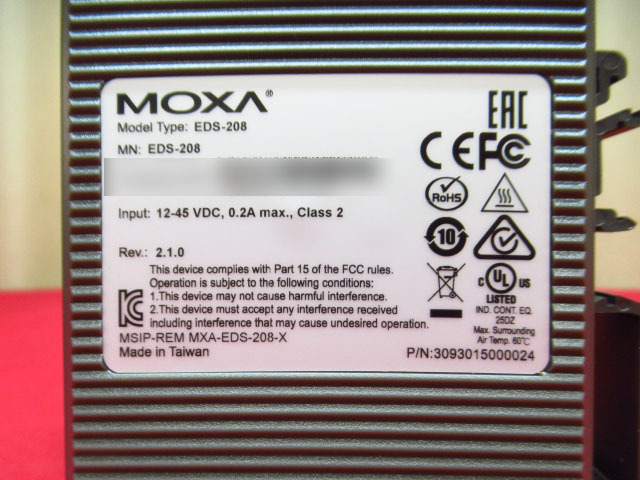 MOXA®
EAC
Model Type: EDS-208
MN: EDS-208
CE FC
RoHS
Input: 12-45 VDC, 0.2A max., Class 2
10
Rev.: 2.1.0
This device complies with Part 15 of the FCC rules.
Operation is subject to the following conditions:
1.This device may not cause harmful interference.
2.This device must accept any interference received
including interference that may cause undesired operation.
C UL US
LISTED
IND. CONT. EQ.
25DZ
Max. Surrounding
Air Temp. 60℃
MSIP-REM MXA-EDS-208-X
Made in Taiwan
P/N:3093015000024